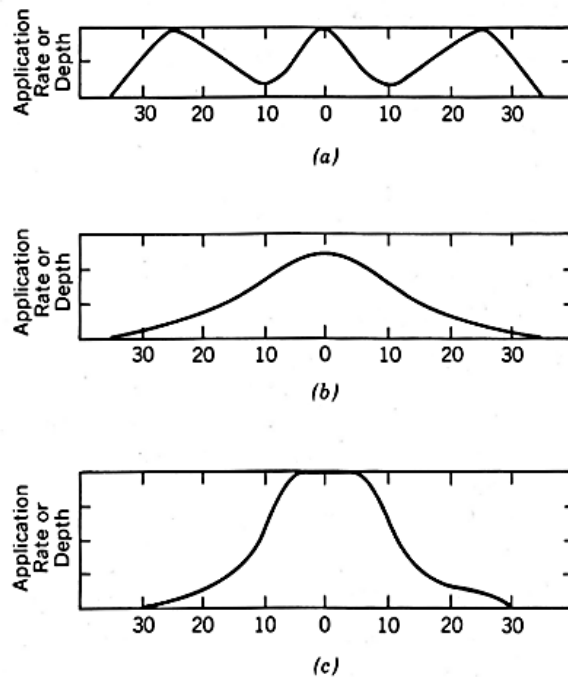 Application
Rate or
Depth
30 20 10 0 10 20 30
(a)
Application
Rate or
Depth
30 20 10 0 10 20 30
(b)
Application
Rate or
Depth
30 20 10 0 10 20 30
(c)